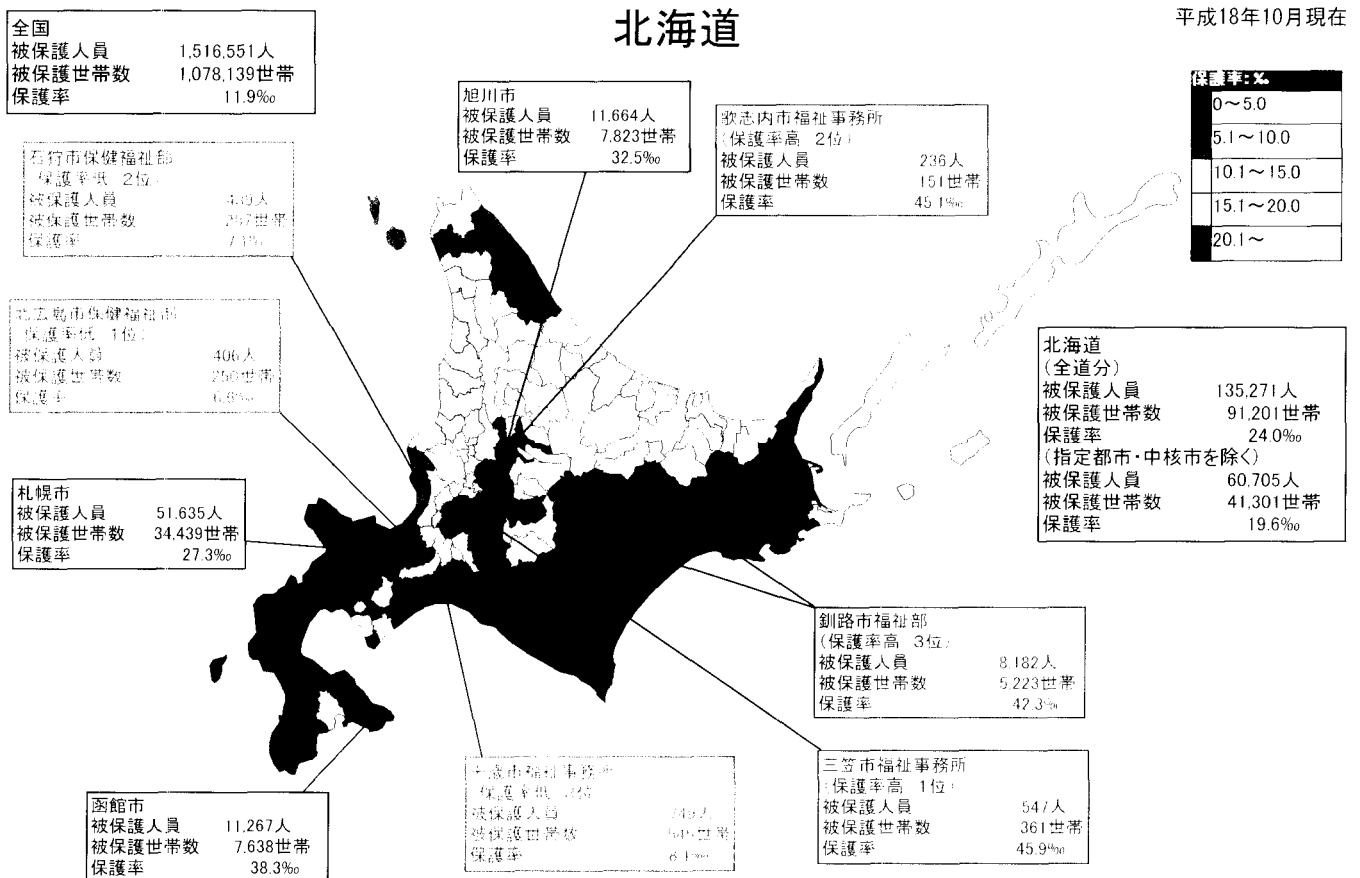 北海道
平成18年10月現在
全国
被保護人員 1,516,551人
被保護世帯数 1,078,139世帯
保護率 11.9‰
旭川市
被保護人員 11,664人
被保護世帯数 7,823世帯
保護率 32.5‰
歌志内市福祉事務所
(保護率高 2位)
被保護人員 236人
被保護世帯数 151世帯
保護率 45.1‰
保護率:‰
0~5.0
5.1~10.0
10.1~15.0
15.1~20.0
20.1~
石狩市保健福祉部
保護率低 2位)
被保護人員
被保護世帯数
保護率
北広島市保健福祉部
保護率低 1位)
被保護人員 406人
被保護世帯数 250世帯
保護率
北海道
(全道分)
被保護人員 135,271人
被保護世帯数 91,201世帯
保護率 24.0‰
(指定都市・中核市を除く)
被保護人員 60,705人
被保護世帯数 41,301世帯
保護率 19.6‰
札幌市
被保護人員 51,635人
被保護世帯数 34,439世帯
保護率 27.3‰
釧路市福祉部
(保護率高 3位)
被保護人員 8,182人
被保護世帯数 5,223世帯
保護率 42.3‰
千歳市福祉事務所
保護率低
被保護人員
被保護世帯数
保護率
三笠市福祉事務所
(保護率高 1位)
被保護人員 547人
被保護世帯数 361世帯
保護率 45.9‰
函館市
被保護人員 11,267人
被保護世帯数 7,638世帯
保護率 38.3‰